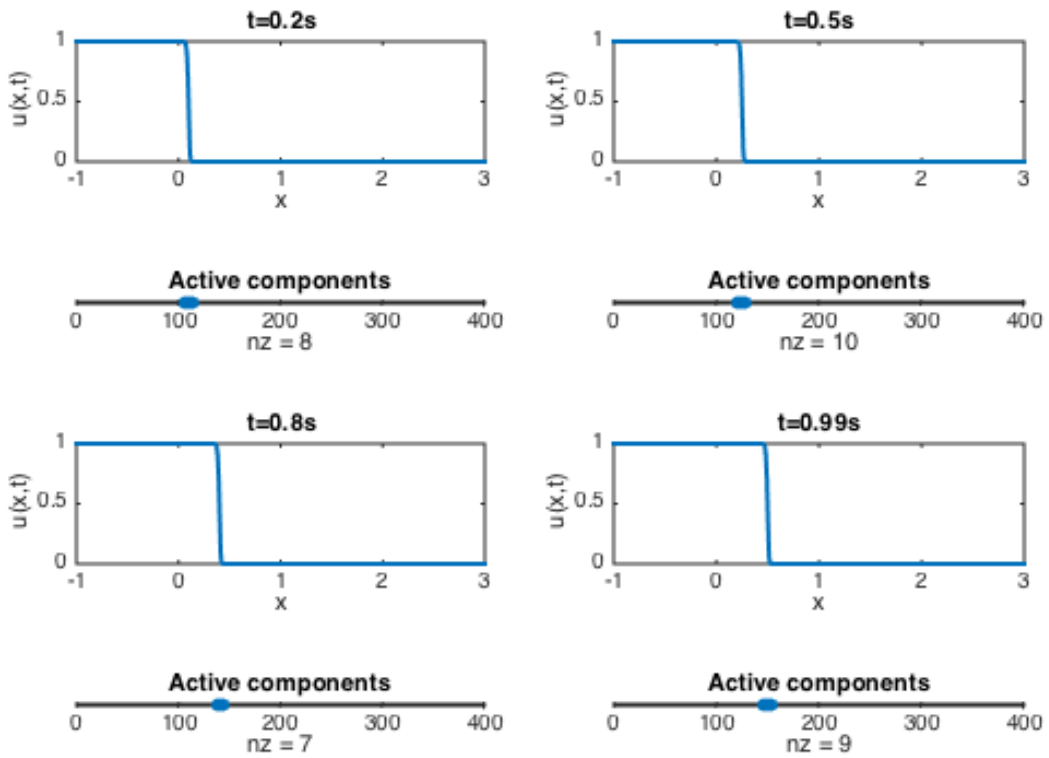 t=0.2s
1
0.5
0
u(x,t)
-1 0 1 2 3
x
Active components
0 100 200 300 400
nz = 8
t=0.5s
1
0.5
0
u(x,t)
-1 0 1 2 3
x
Active components
0 100 200 300 400
nz = 10
t=0.8s
1
0.5
0
u(x,t)
-1 0 1 2 3
x
Active components
0 100 200 300 400
nz = 7
t=0.99s
1
0.5
0
u(x,t)
-1 0 1 2 3
x
Active components
0 100 200 300 400
nz = 9